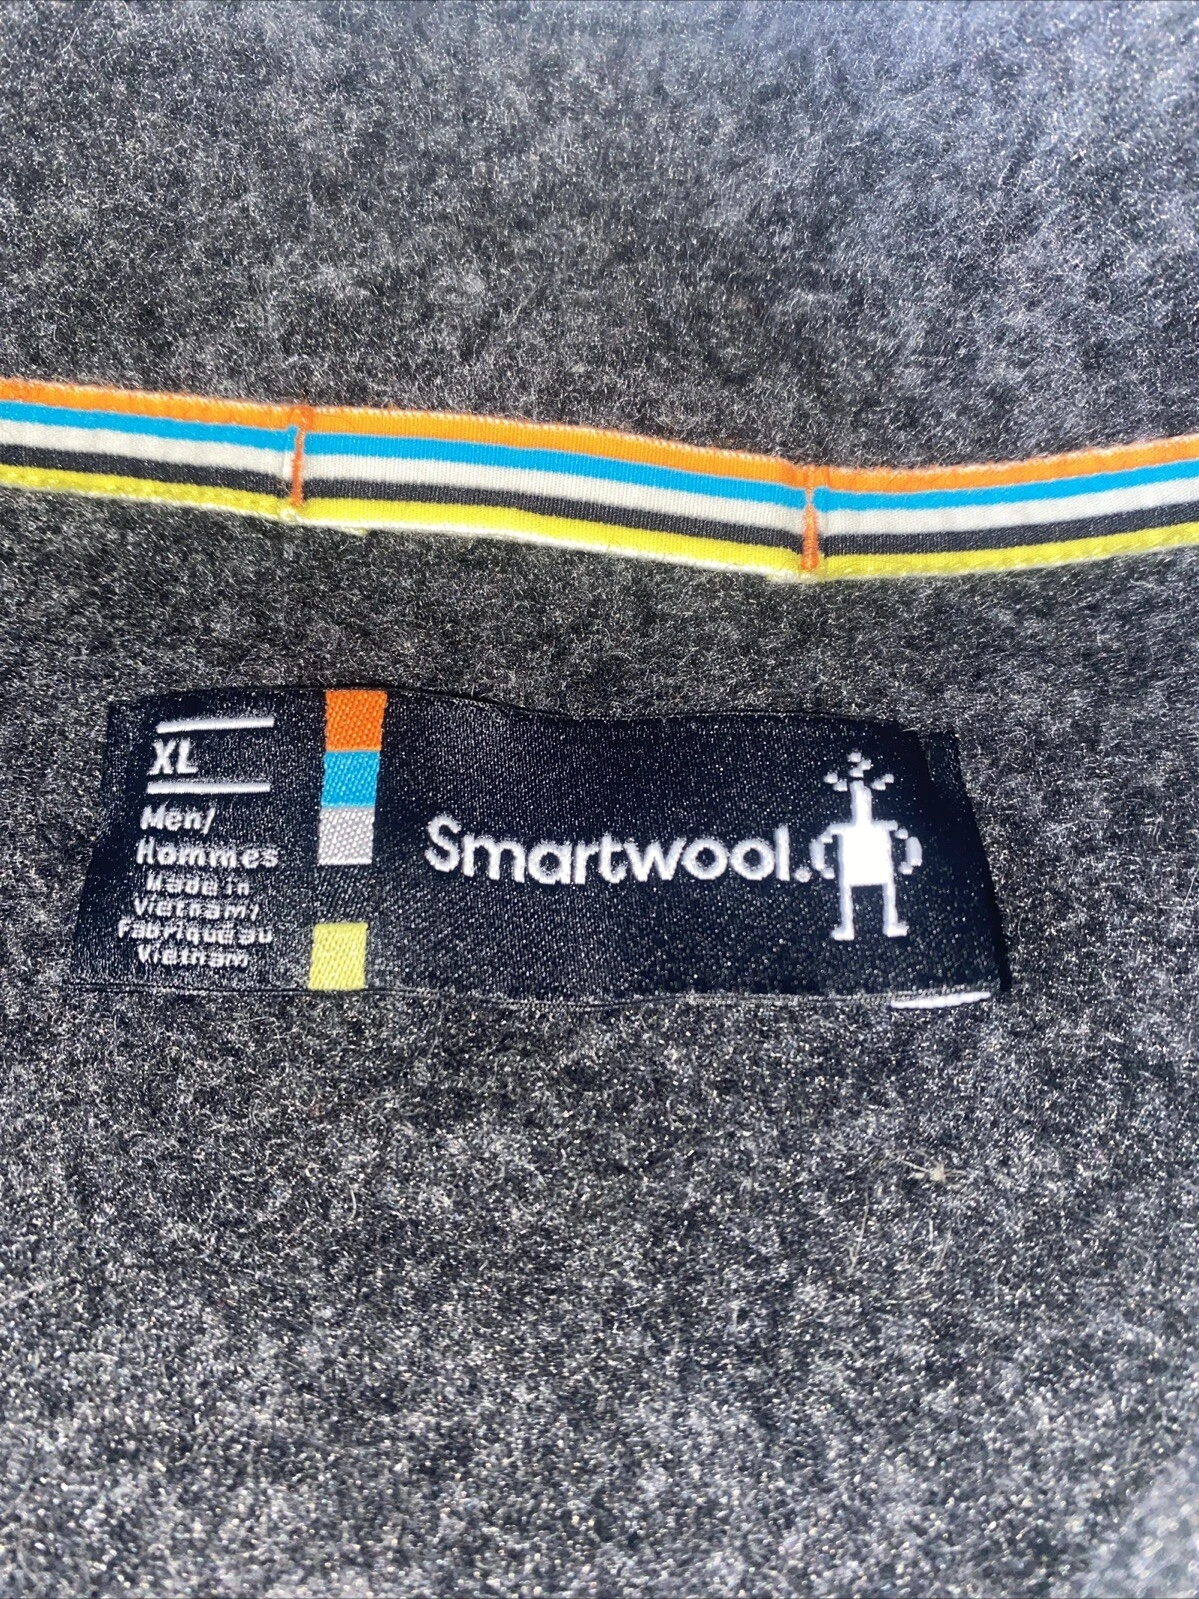 XL
Men/
Hommes
Made in
Vietnam/
Fabriqué au
Vietnam
Smartwool.